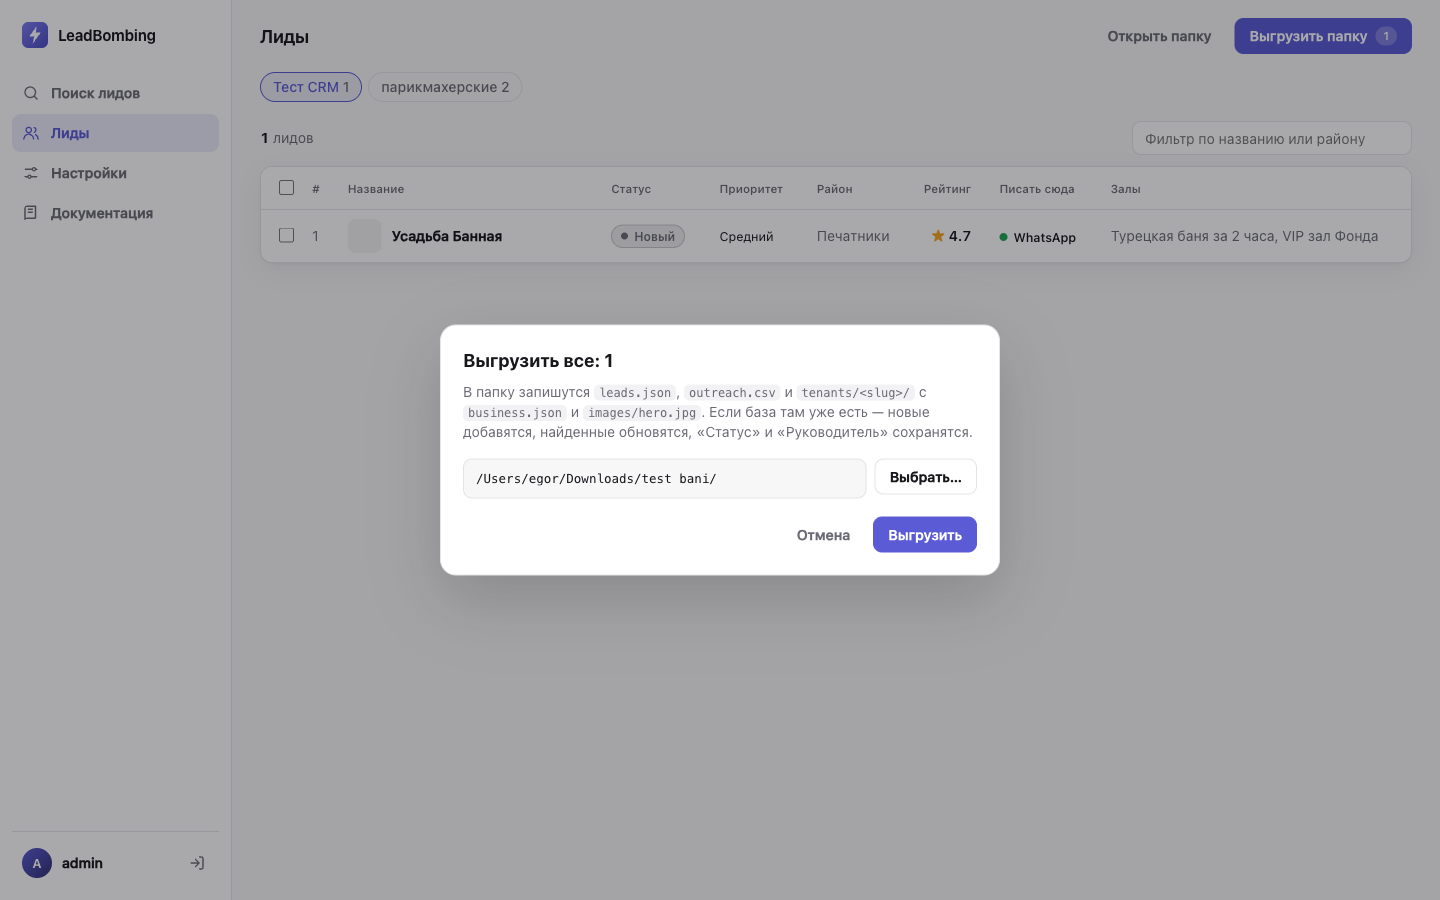 LeadBombing
Поиск лидов
Лиды
Настройки
Документация
A admin
Лиды
Открыть папку
Выгрузить папку 1
Тест CRM 1
парикмахерские 2
1 лидов
Фильтр по названию или району
# Название Статус Приоритет Район Рейтинг Писать сюда Залы
1 Усадьба Банная Новый Средний Печатники 4.7 WhatsApp Турецкая баня за 2 часа, VIP зал Фонда
Выгрузить все: 1
В папку запишутся leads.json, outreach.csv и tenants/<slug>/ с
business.json и images/hero.jpg. Если база там уже есть — новые
добавятся, найденные обновятся, «Статус» и «Руководитель» сохранятся.
/Users/egor/Downloads/test bani/
Выбрать...
Отмена
Выгрузить